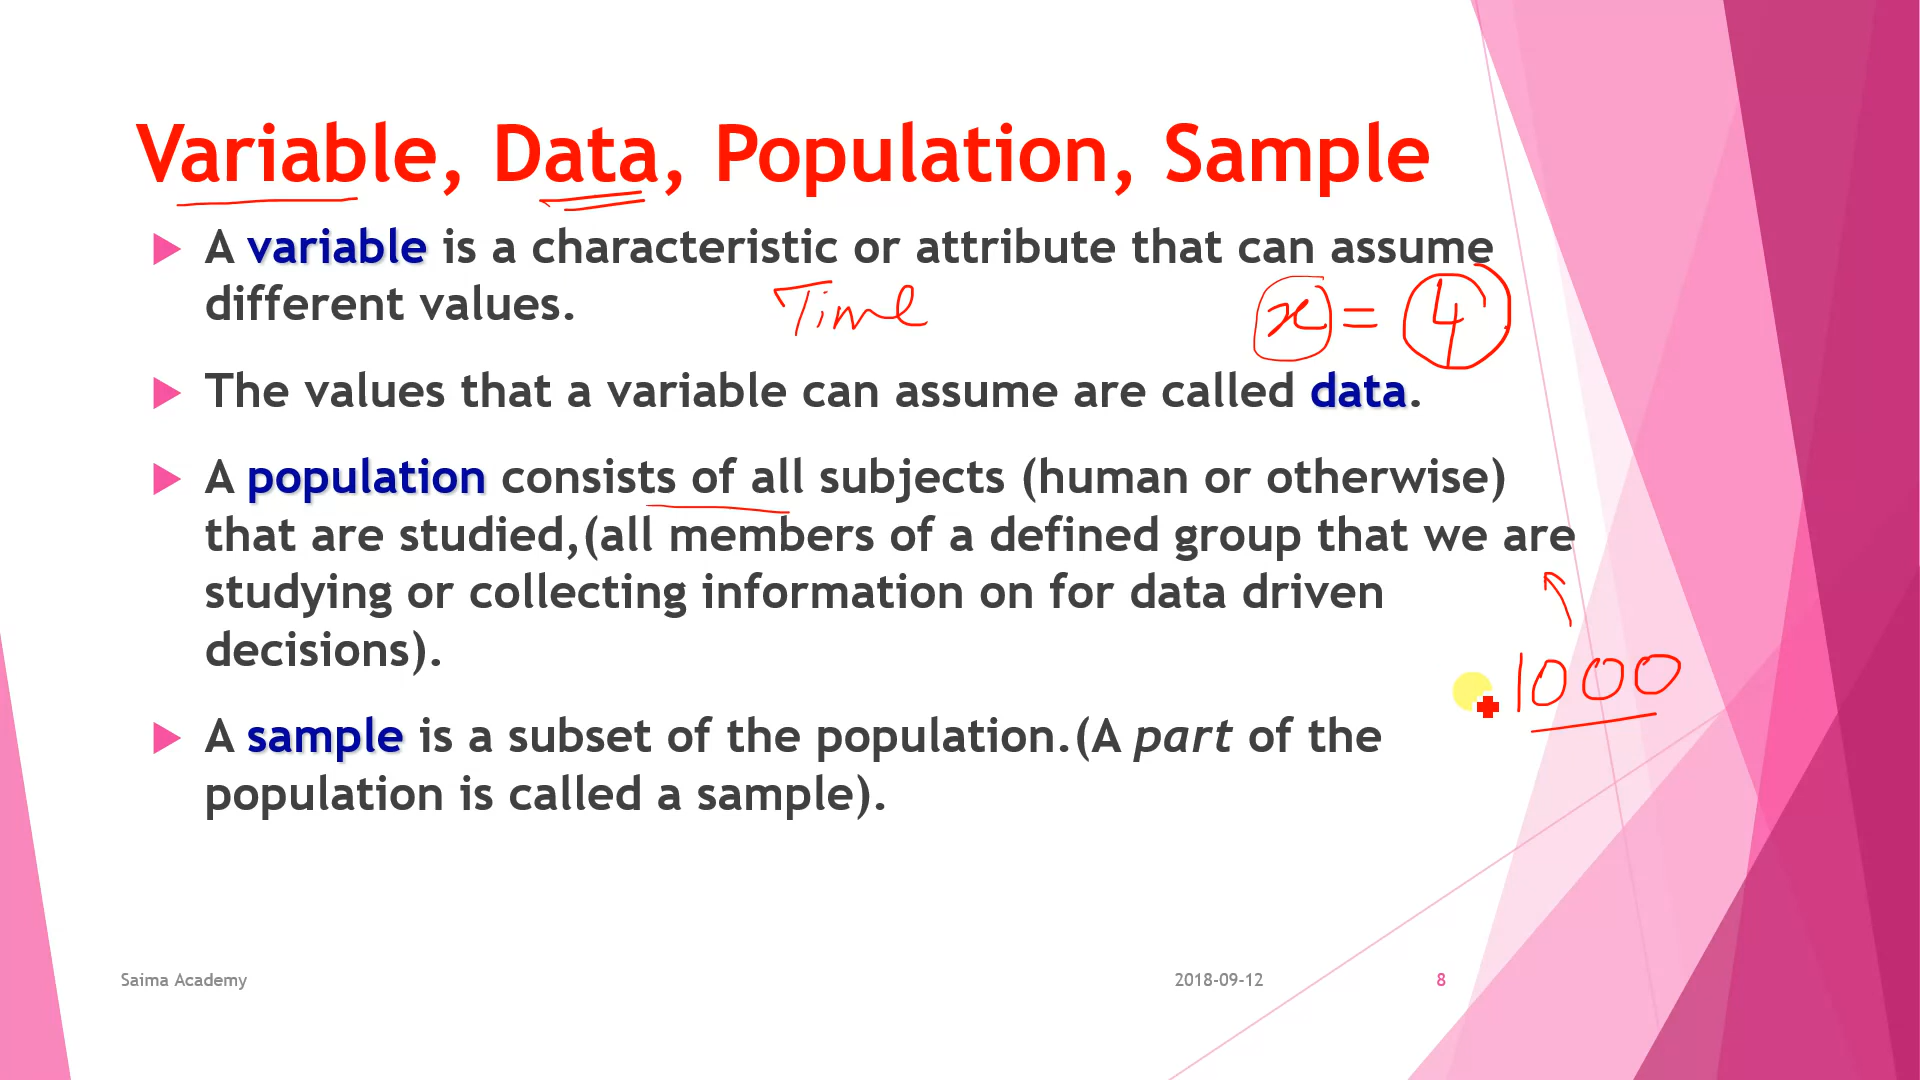 Variable, Data, Population, Sample
A variable is a characteristic or attribute that can assume
different values.
Time
x = 4
The values that a variable can assume are called data.
A population consists of all subjects (human or otherwise)
that are studied,(all members of a defined group that we are
studying or collecting information on for data driven
decisions).
1000
A sample is a subset of the population.(A part of the
population is called a sample).
Saima Academy
2018-09-12
8